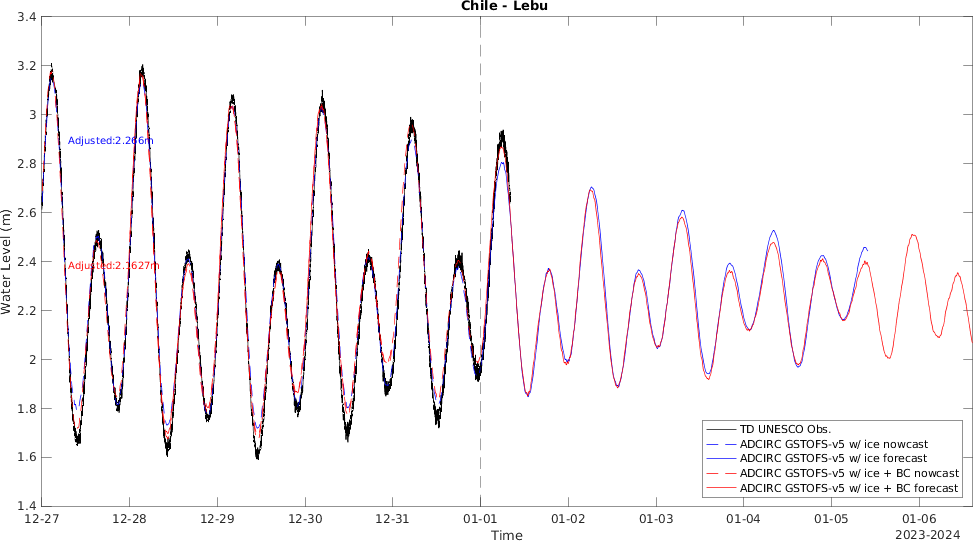 Chile - Lebu
3.4
3.2
3
2.8
2.6
2.4
2.2
2
1.8
1.6
1.4
Water Level (m)
Adjusted:2.266m
Adjusted:2.1627m
TD UNESCO Obs.
ADCIRC GSTOFS-v5 w/ ice nowcast
ADCIRC GSTOFS-v5 w/ ice forecast
ADCIRC GSTOFS-v5 w/ ice + BC nowcast
ADCIRC GSTOFS-v5 w/ ice + BC forecast
12-27 12-28 12-29 12-30 12-31 01-01 01-02 01-03 01-04 01-05 01-06
Time
2023-2024